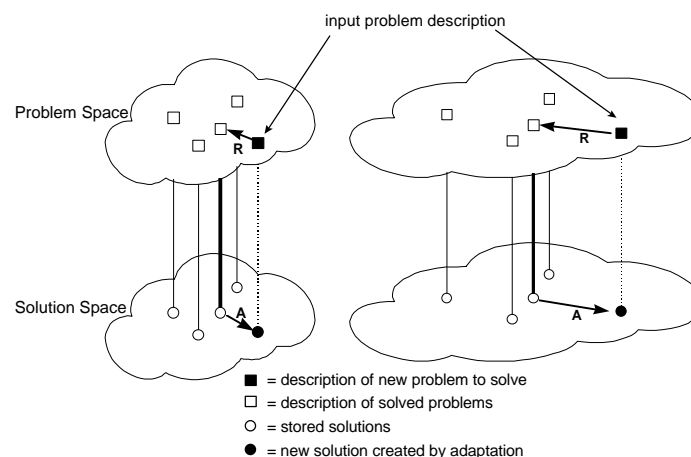 input problem description
Problem Space
R
R
Solution Space
A
A
= description of new problem to solve
= description of solved problems
= stored solutions
= new solution created by adaptation